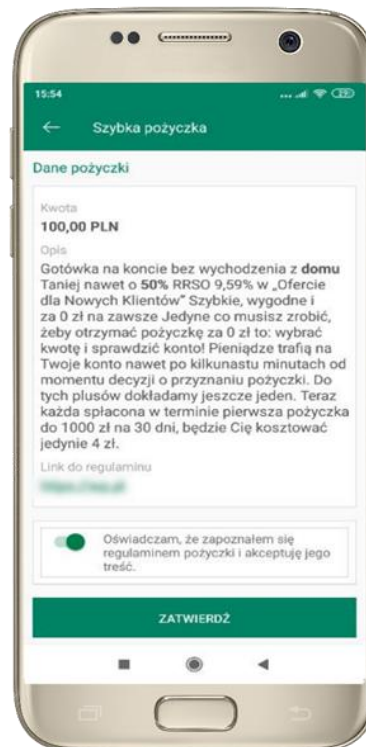 15:54
Szybka pożyczka
Dane pożyczki
Kwota
100,00 PLN
Opis
Gotówka na koncie bez wychodzenia z domu
Taniej nawet o 50% RRSO 9,59% w „Ofercie
dla Nowych Klientów" Szybkie, wygodne i
za 0 zł na zawsze Jedyne co musisz zrobić,
żeby otrzymać pożyczkę za 0 zł to: wybrać
kwotę i sprawdzić konto! Pieniądze trafią na
Twoje konto nawet po kilkunastu minutach od
momentu decyzji o przyznaniu pożyczki. Do
tych plusów dokładamy jeszcze jeden. Teraz
każda spłacona w terminie pierwsza pożyczka
do 1000 zł na 30 dni, będzie Cię kosztować
jedynie 4 zł.
Link do regulaminu
Oświadczam, że zapoznałem się
regulaminem pożyczki i akceptuję jego
treść.
ZATWIERDŹ